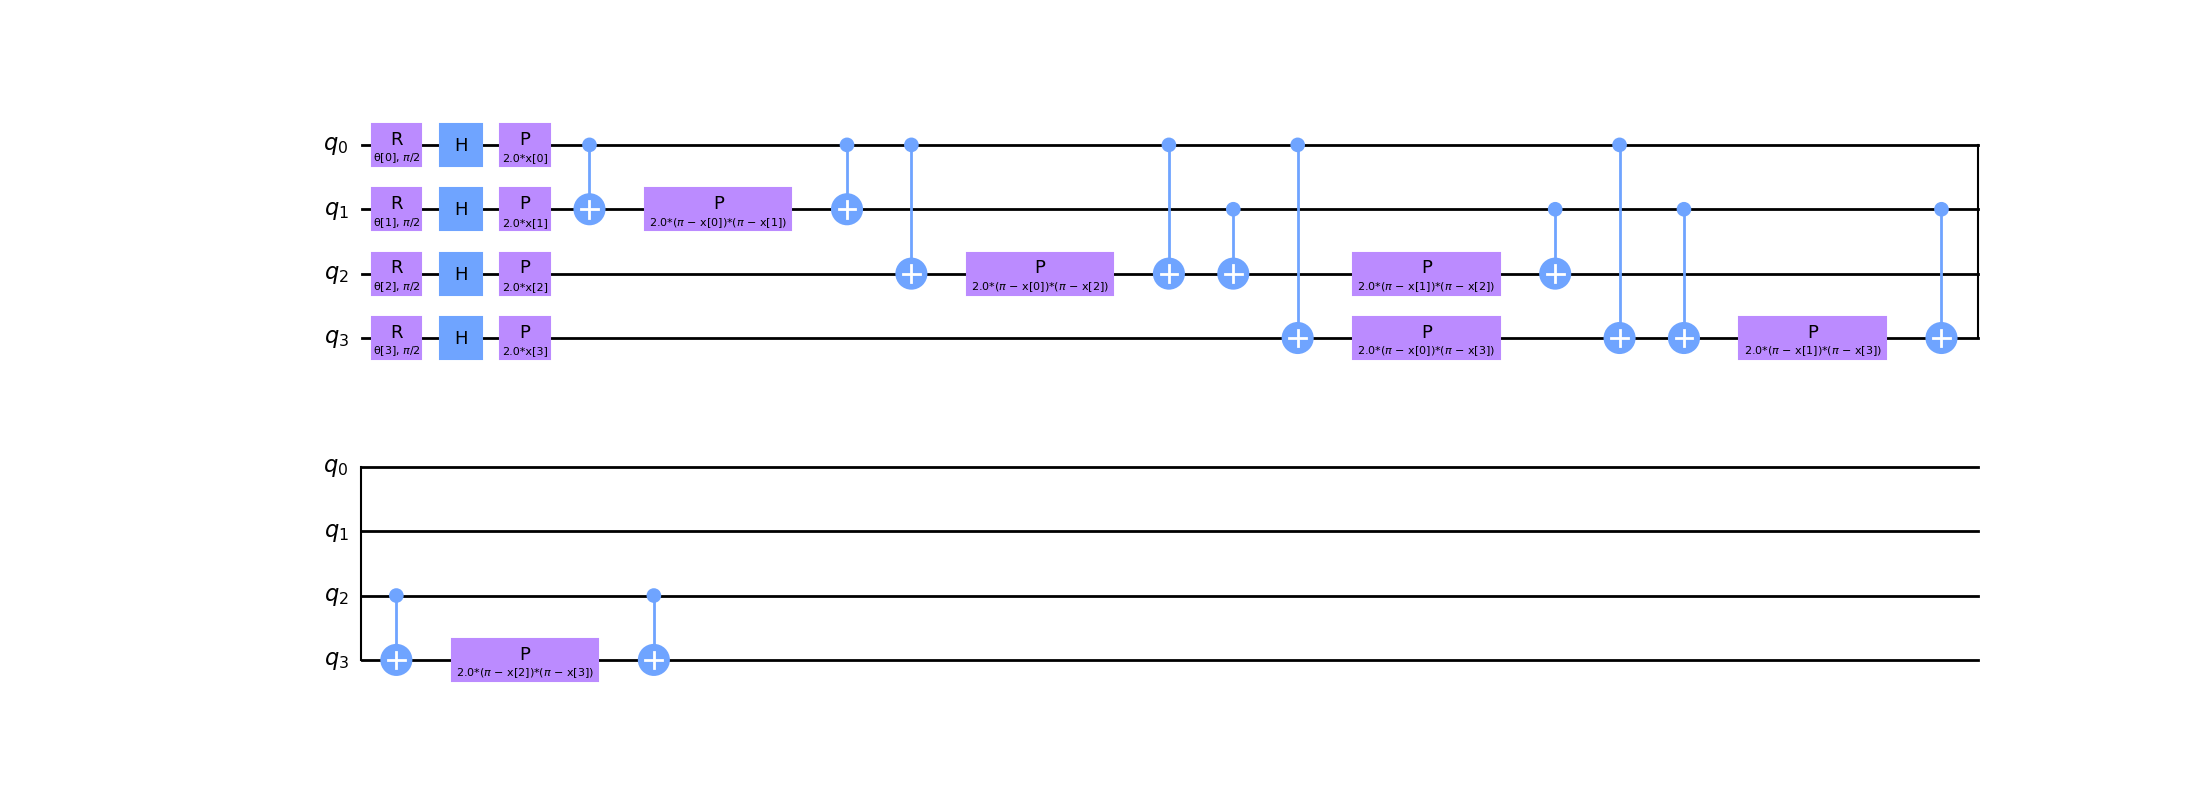 q0 R θ[0], π/2 H P 2.0*x[0]
q1 R θ[1], π/2 H P 2.0*x[1] P 2.0*(π − x[0])*(π − x[1])
q2 R θ[2], π/2 H P 2.0*x[2] P 2.0*(π − x[0])*(π − x[2]) P 2.0*(π − x[1])*(π − x[2])
q3 R θ[3], π/2 H P 2.0*x[3] P 2.0*(π − x[0])*(π − x[3]) P 2.0*(π − x[1])*(π − x[3])
q0
q1
q2
q3 P 2.0*(π − x[2])*(π − x[3])